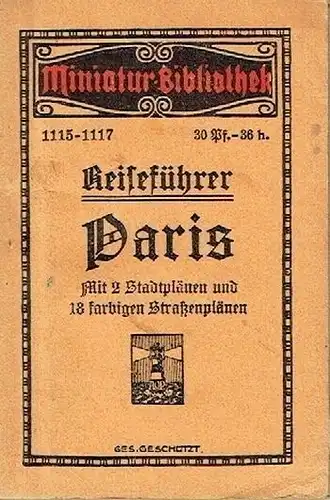 Miniatur-Bibliothek
1115-1117 30 Pf.-36 h.
Reiseführer
Paris
Mit 2 Stadtplänen und
18 farbigen Straßenplänen
GES. GESCHÜTZT.